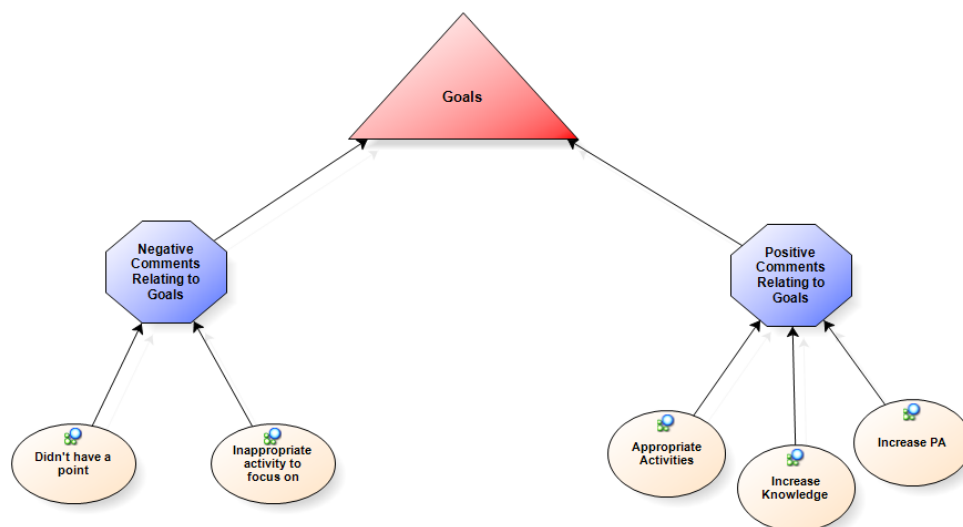 Goals
Negative
Comments
Relating to
Goals
Positive
Comments
Relating to
Goals
Didn't have a
point
Inappropriate
activity to
focus on
Appropriate
Activities
Increase
Knowledge
Increase PA